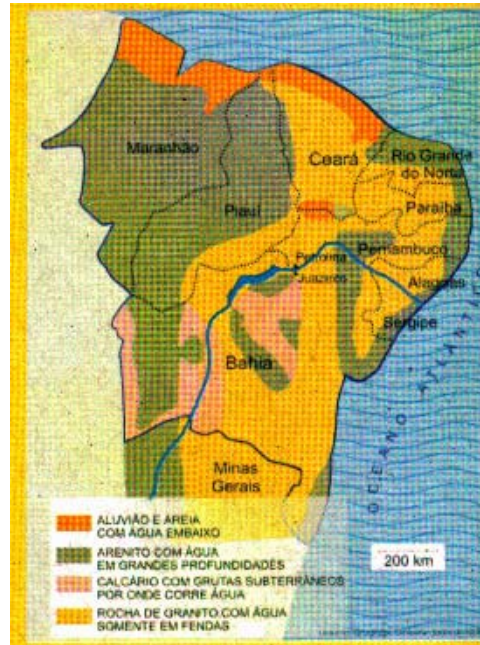 Maranhão
Ceará
Rio Grande
do Norte
Paraíba
Piauí
Pernambuco
Petrolina
Juazeiro
Alagoas
Sergipe
Bahia
OCEANO ATLÂNTICO
Minas
Gerais
ALUVIÃO E AREIA
COM ÁGUA EMBAIXO
ARENITO COM ÁGUA
EM GRANDES PROFUNDIDADES
CALCÁRIO COM GRUTAS SUBTERRÂNEOS
POR ONDE CORRE ÁGUA
ROCHA DE GRANITO COM ÁGUA
SOMENTE EM FENDAS
200 km